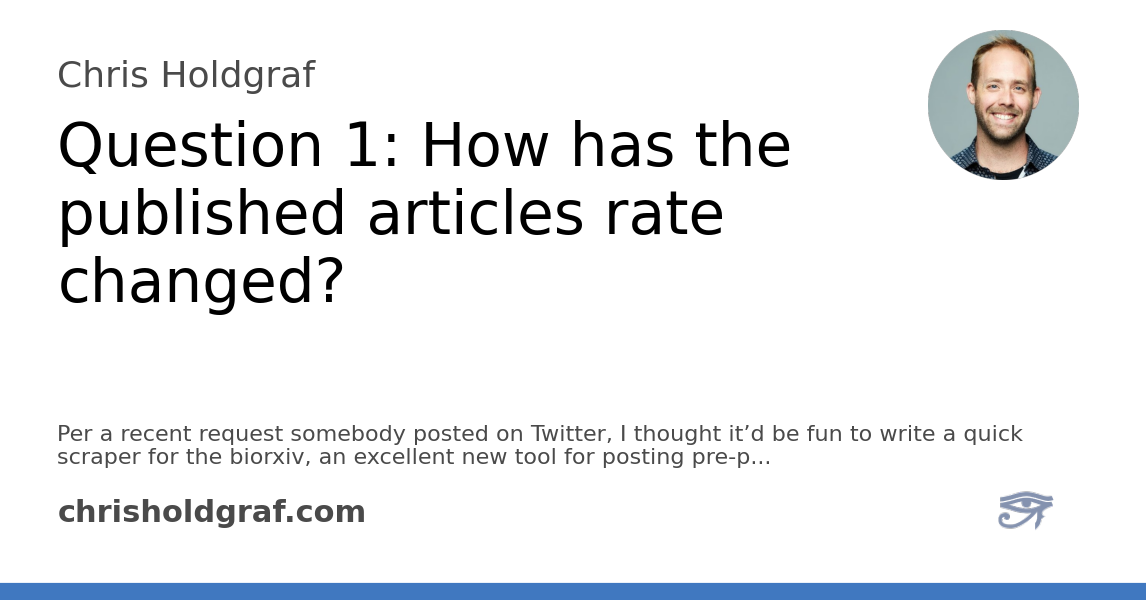 Chris Holdgraf
Question 1: How has the
published articles rate
changed?
Per a recent request somebody posted on Twitter, I thought it’d be fun to write a quick
scraper for the biorxiv, an excellent new tool for posting pre-p...
chrisholdgraf.com